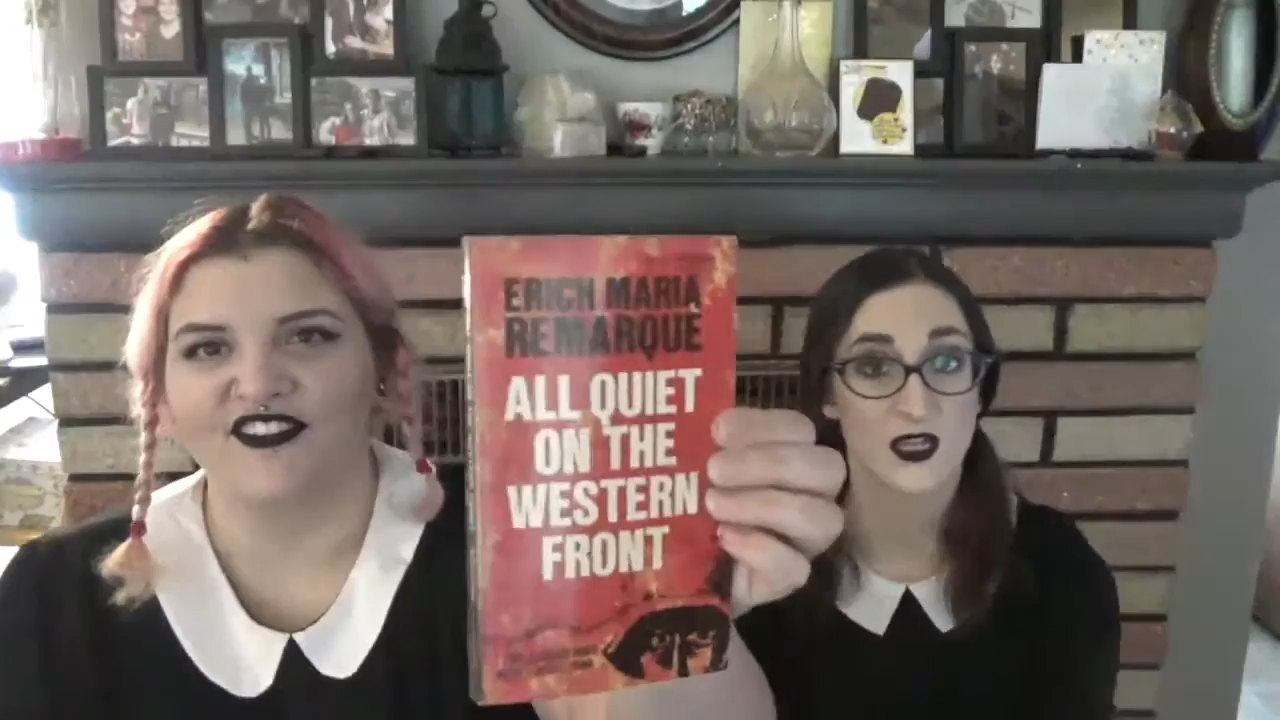 ERICH MARIA
REMARQUE
ALL QUIET
ON THE
WESTERN
FRONT